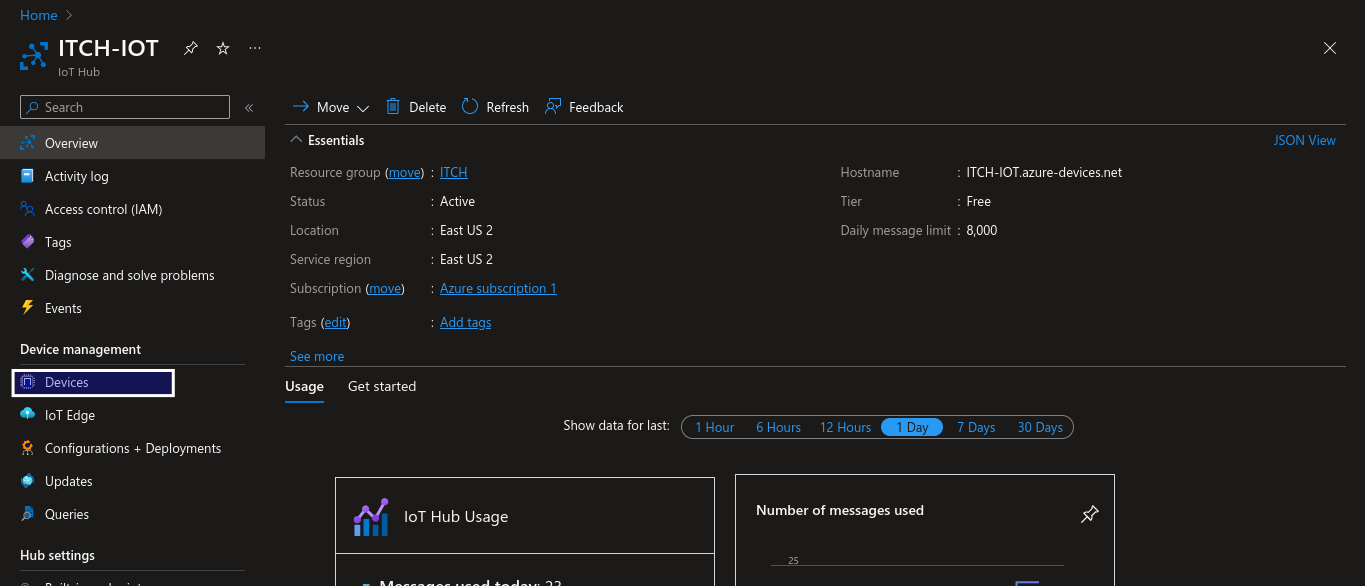 Home
ITCH-IOT
IoT Hub
Search
Overview
Activity log
Access control (IAM)
Tags
Diagnose and solve problems
Events
Device management
Devices
IoT Edge
Configurations + Deployments
Updates
Queries
Hub settings
Move
Delete
Refresh
Feedback
Essentials
JSON View
Resource group (move) : ITCH
Status : Active
Location : East US 2
Service region : East US 2
Subscription (move) : Azure subscription 1
Tags (edit) : Add tags
See more
Hostname : ITCH-IOT.azure-devices.net
Tier : Free
Daily message limit : 8,000
Usage Get started
Show data for last: 1 Hour 6 Hours 12 Hours 1 Day 7 Days 30 Days
IoT Hub Usage
Messages used today: 23
Number of messages used
25